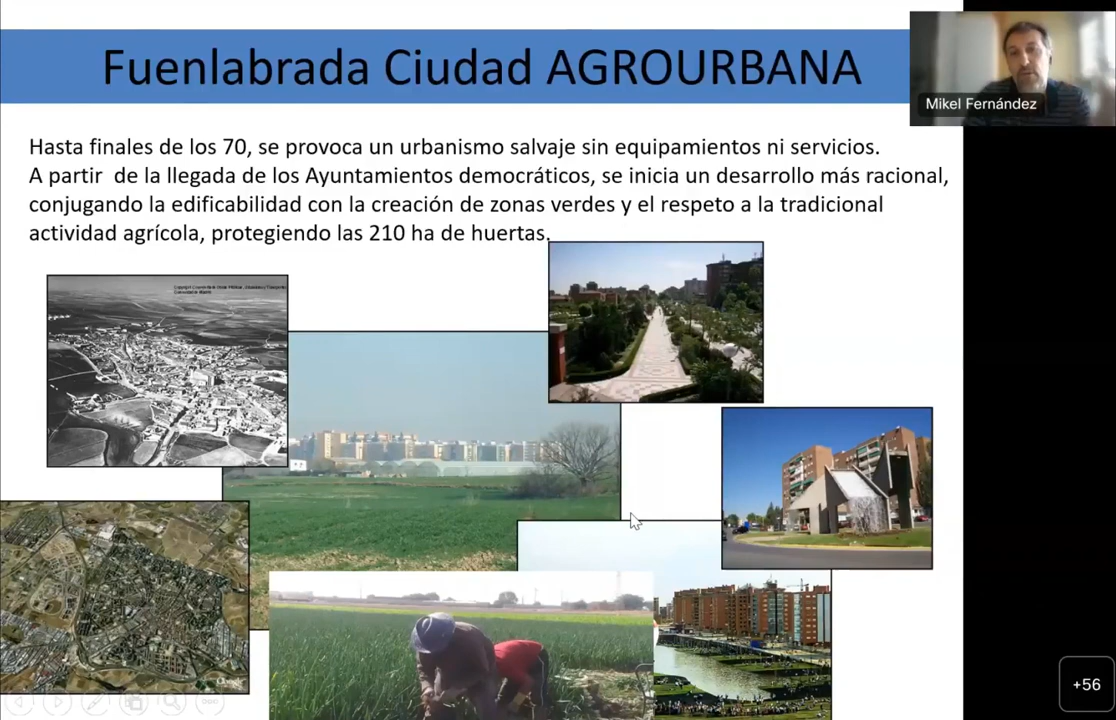 Fuenlabrada Ciudad AGROURBANA
Mikel Fernández
Hasta finales de los 70, se provoca un urbanismo salvaje sin equipamientos ni servicios.
A partir de la llegada de los Ayuntamientos democráticos, se inicia un desarrollo más racional,
conjugando la edificabilidad con la creación de zonas verdes y el respeto a la tradicional
actividad agrícola, protegiendo las 210 ha de huertas.
Google
+56